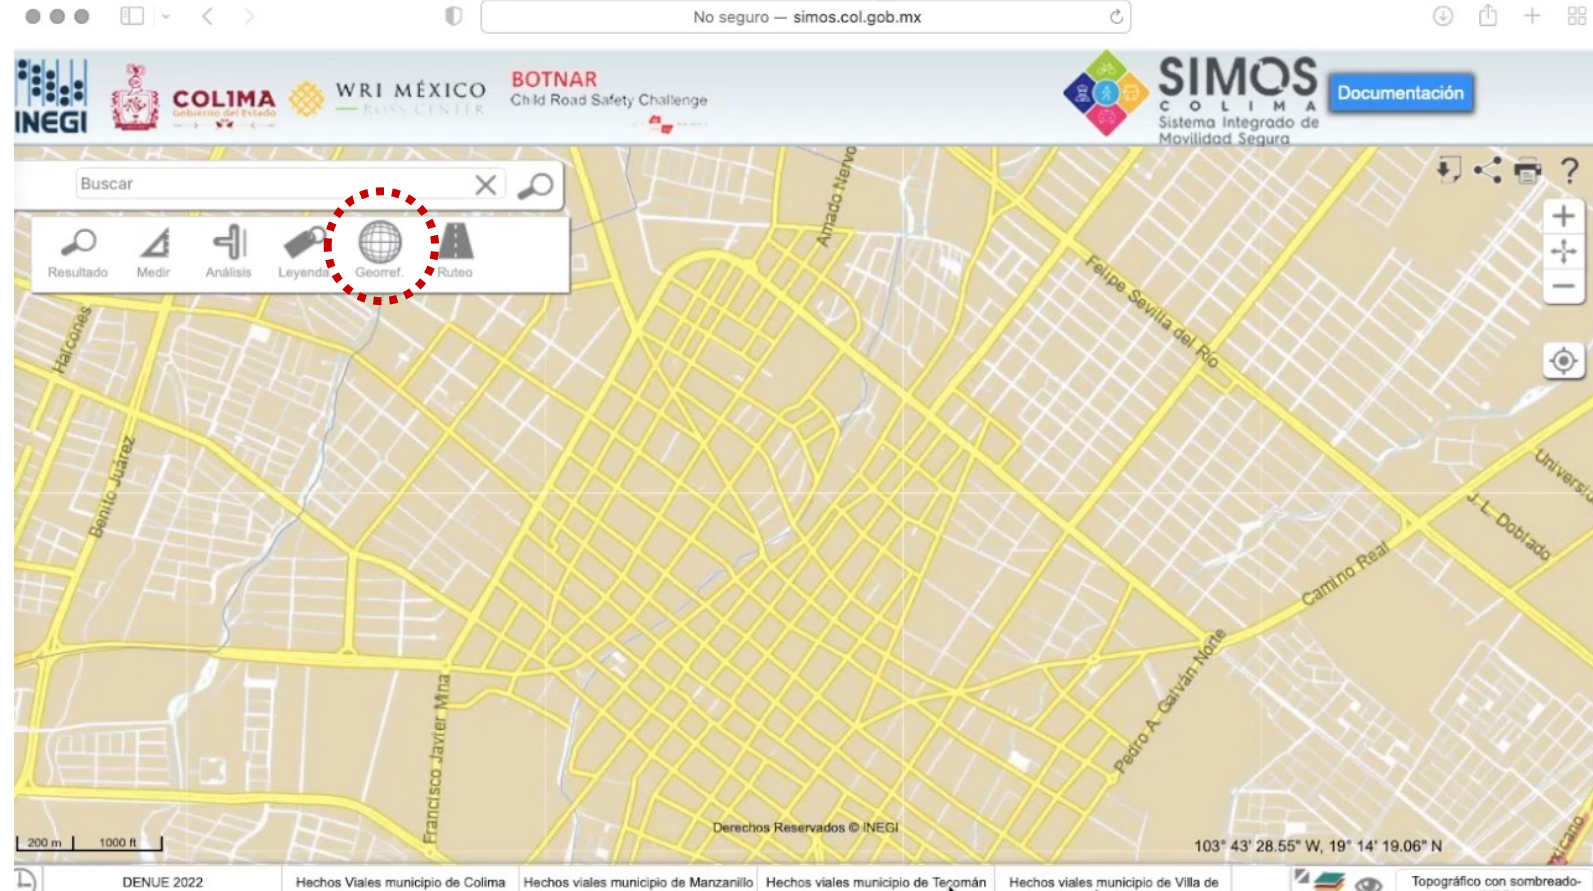 No seguro — simos.col.gob.mx
INEGI
COLIMA
Gobierno del Estado
WRI MÉXICO
ROSS CENTER
BOTNAR
Child Road Safety Challenge
SIMOS
COLIMA
Sistema Integrado de
Movilidad Segura
Documentación
Buscar
?
Resultado
Medir
Análisis
Leyenda
Georref.
Ruteo
Amado Nervo
Felipe Sevilla del Río
Halcones
Benito Juárez
J. L. Doblado
Camino Real
Pedro A. Galván Norte
Francisco Javier Mina
Derechos Reservados © INEGI
200 m
1000 ft
103° 43' 28.55" W, 19° 14' 19.06" N
DENUE 2022
Hechos Viales municipio de Colima
Hechos viales municipio de Manzanillo
Hechos viales municipio de Tecomán
Hechos viales municipio de Villa de
Topográfico con sombreado-